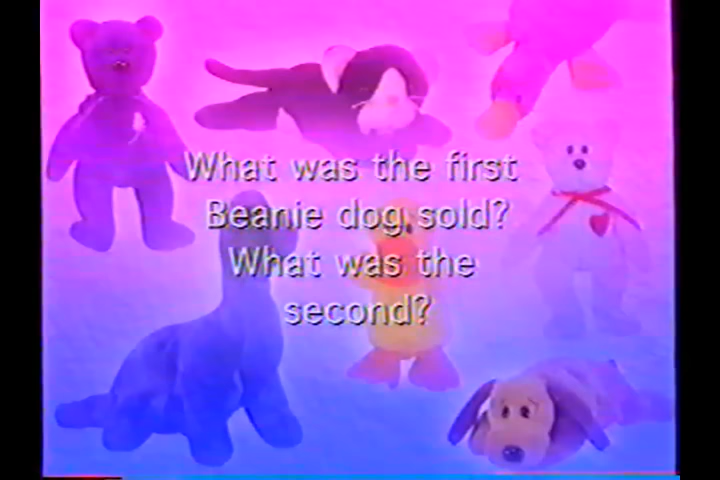 What was the first
Beanie dog sold?
What was the
second?